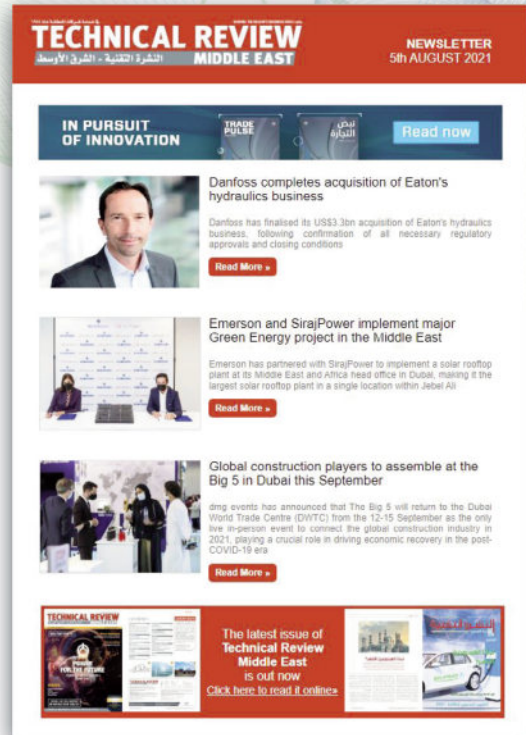 TECHNICAL REVIEW
النشرة التقنية - الشرق الأوسط MIDDLE EAST
NEWSLETTER
5th AUGUST 2021
IN PURSUIT
OF INNOVATION
TRADE
PULSE
نبض
التجارة
Read now
Danfoss completes acquisition of Eaton's
hydraulics business
Danfoss has finalised its US$3.3bn acquisition of Eaton's hydraulics
business, following confirmation of all necessary regulatory
approvals and closing conditions
Read More »
Emerson and SirajPower implement major
Green Energy project in the Middle East
Emerson has partnered with SirajPower to implement a solar rooftop
plant at its Middle East and Africa head office in Dubai, making it the
largest solar rooftop plant in a single location within Jebel Ali
Read More »
Global construction players to assemble at the
Big 5 in Dubai this September
dmg events has announced that The Big 5 will return to the Dubai
World Trade Centre (DWTC) from the 12-15 September as the only
live in-person event to connect the global construction industry in
2021, playing a crucial role in driving economic recovery in the post-
COVID-19 era
Read More »
TECHNICAL REVIEW
POWER
FOR THE FUTURE
The latest issue of
Technical Review
Middle East
is out now
Click here to read it online»